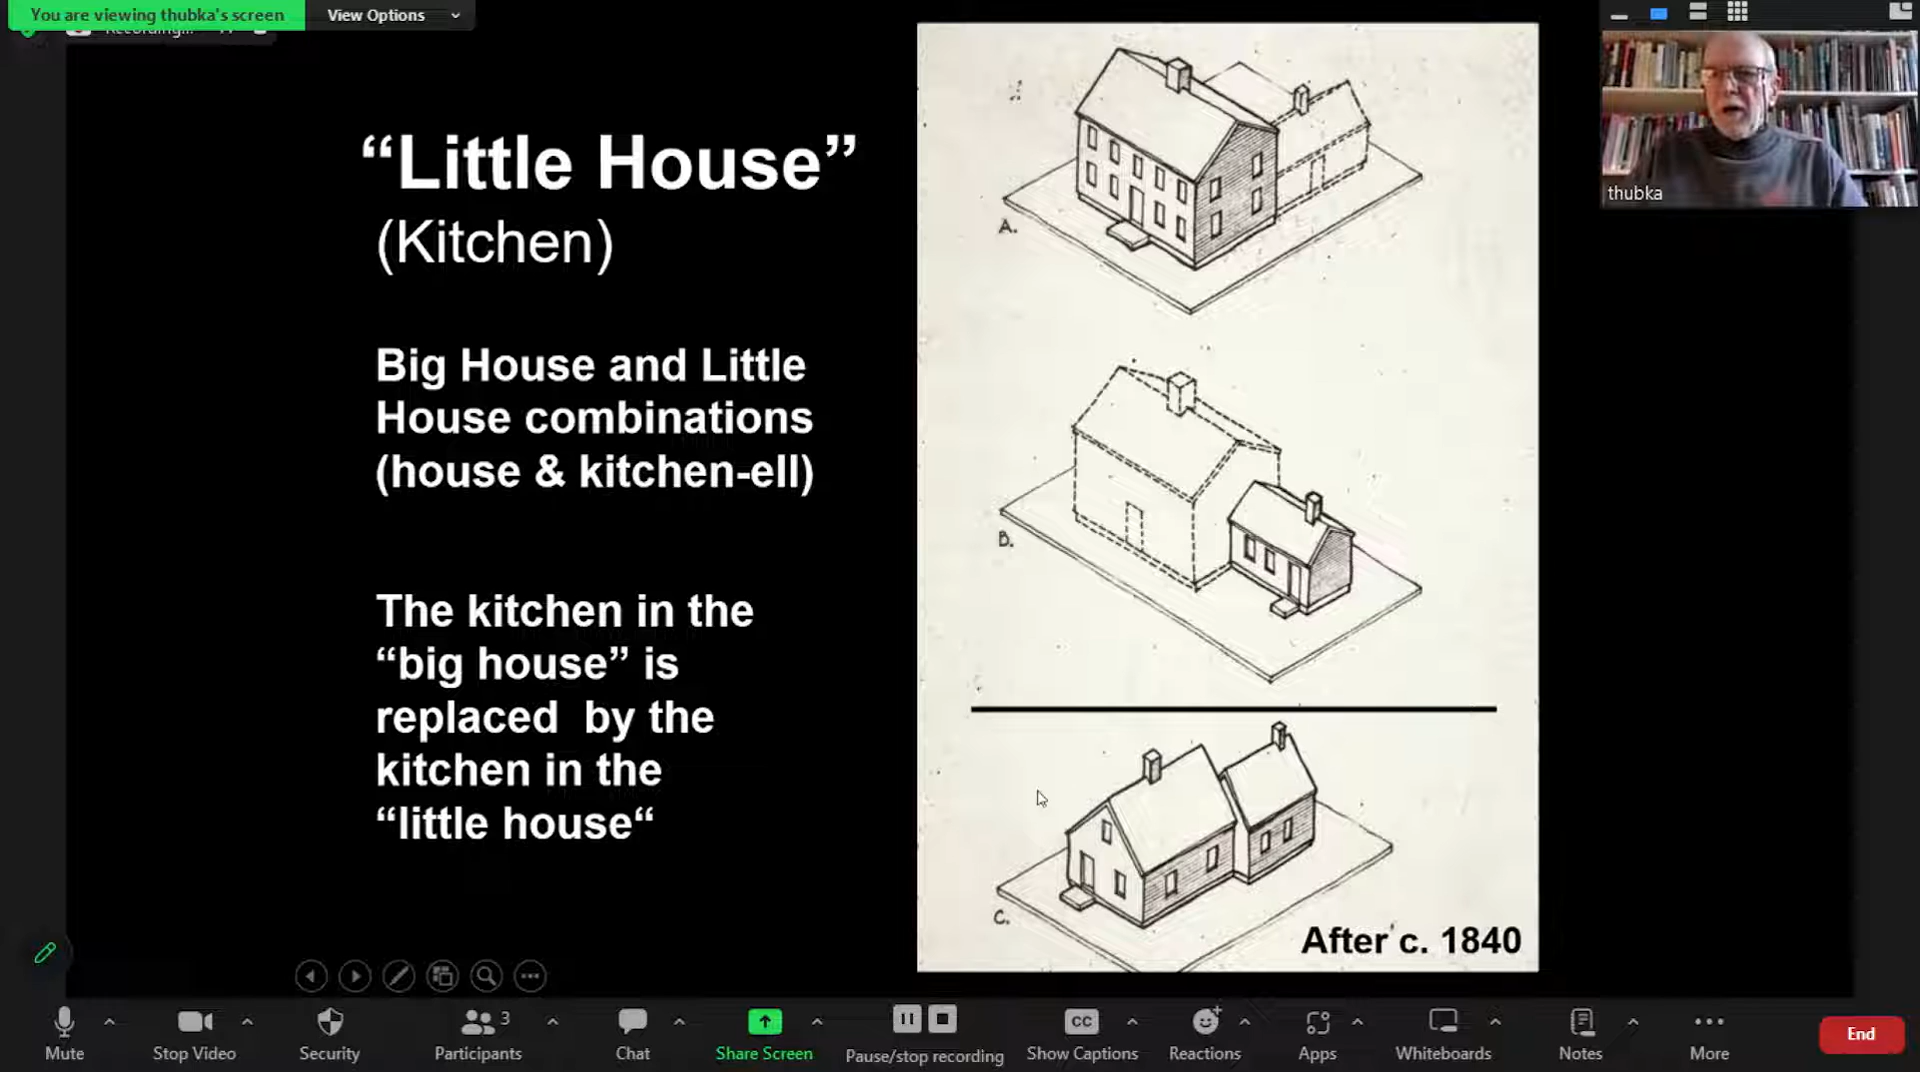 You are viewing thubka's screen
View Options
Recording...
“Little House”
(Kitchen)
Big House and Little
House combinations
(house & kitchen-ell)
The kitchen in the
“big house” is
replaced by the
kitchen in the
“little house“
A.
B.
C.
After c. 1840
thubka
Mute
Stop Video
Security
Participants
3
Chat
Share Screen
Pause/stop recording
CC
Show Captions
Reactions
Apps
Whiteboards
Notes
More
End